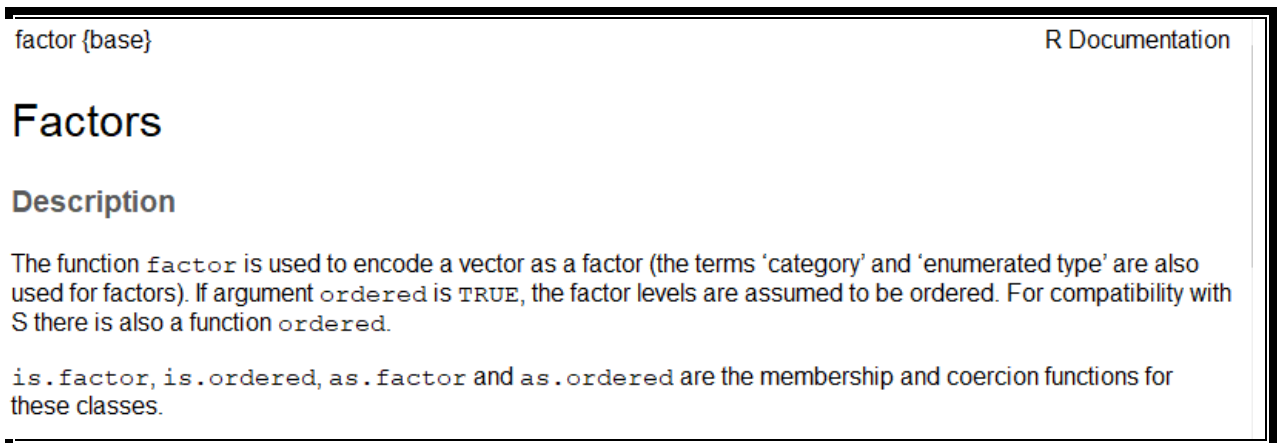 factor {base} R Documentation
Factors
Description
The function factor is used to encode a vector as a factor (the terms ‘category’ and ‘enumerated type’ are also
used for factors). If argument ordered is TRUE, the factor levels are assumed to be ordered. For compatibility with
S there is also a function ordered.
is.factor, is.ordered, as.factor and as.ordered are the membership and coercion functions for
these classes.